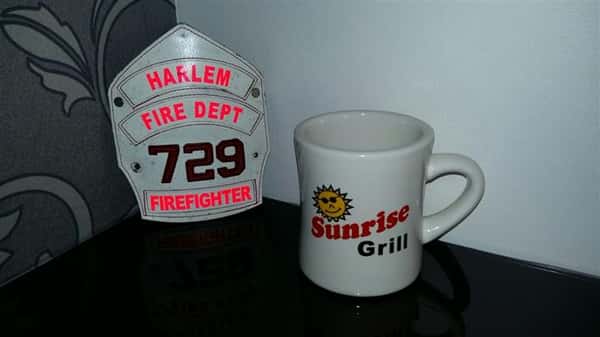 HARLEM
FIRE DEPT
729
FIREFIGHTER
Sunrise
Grill